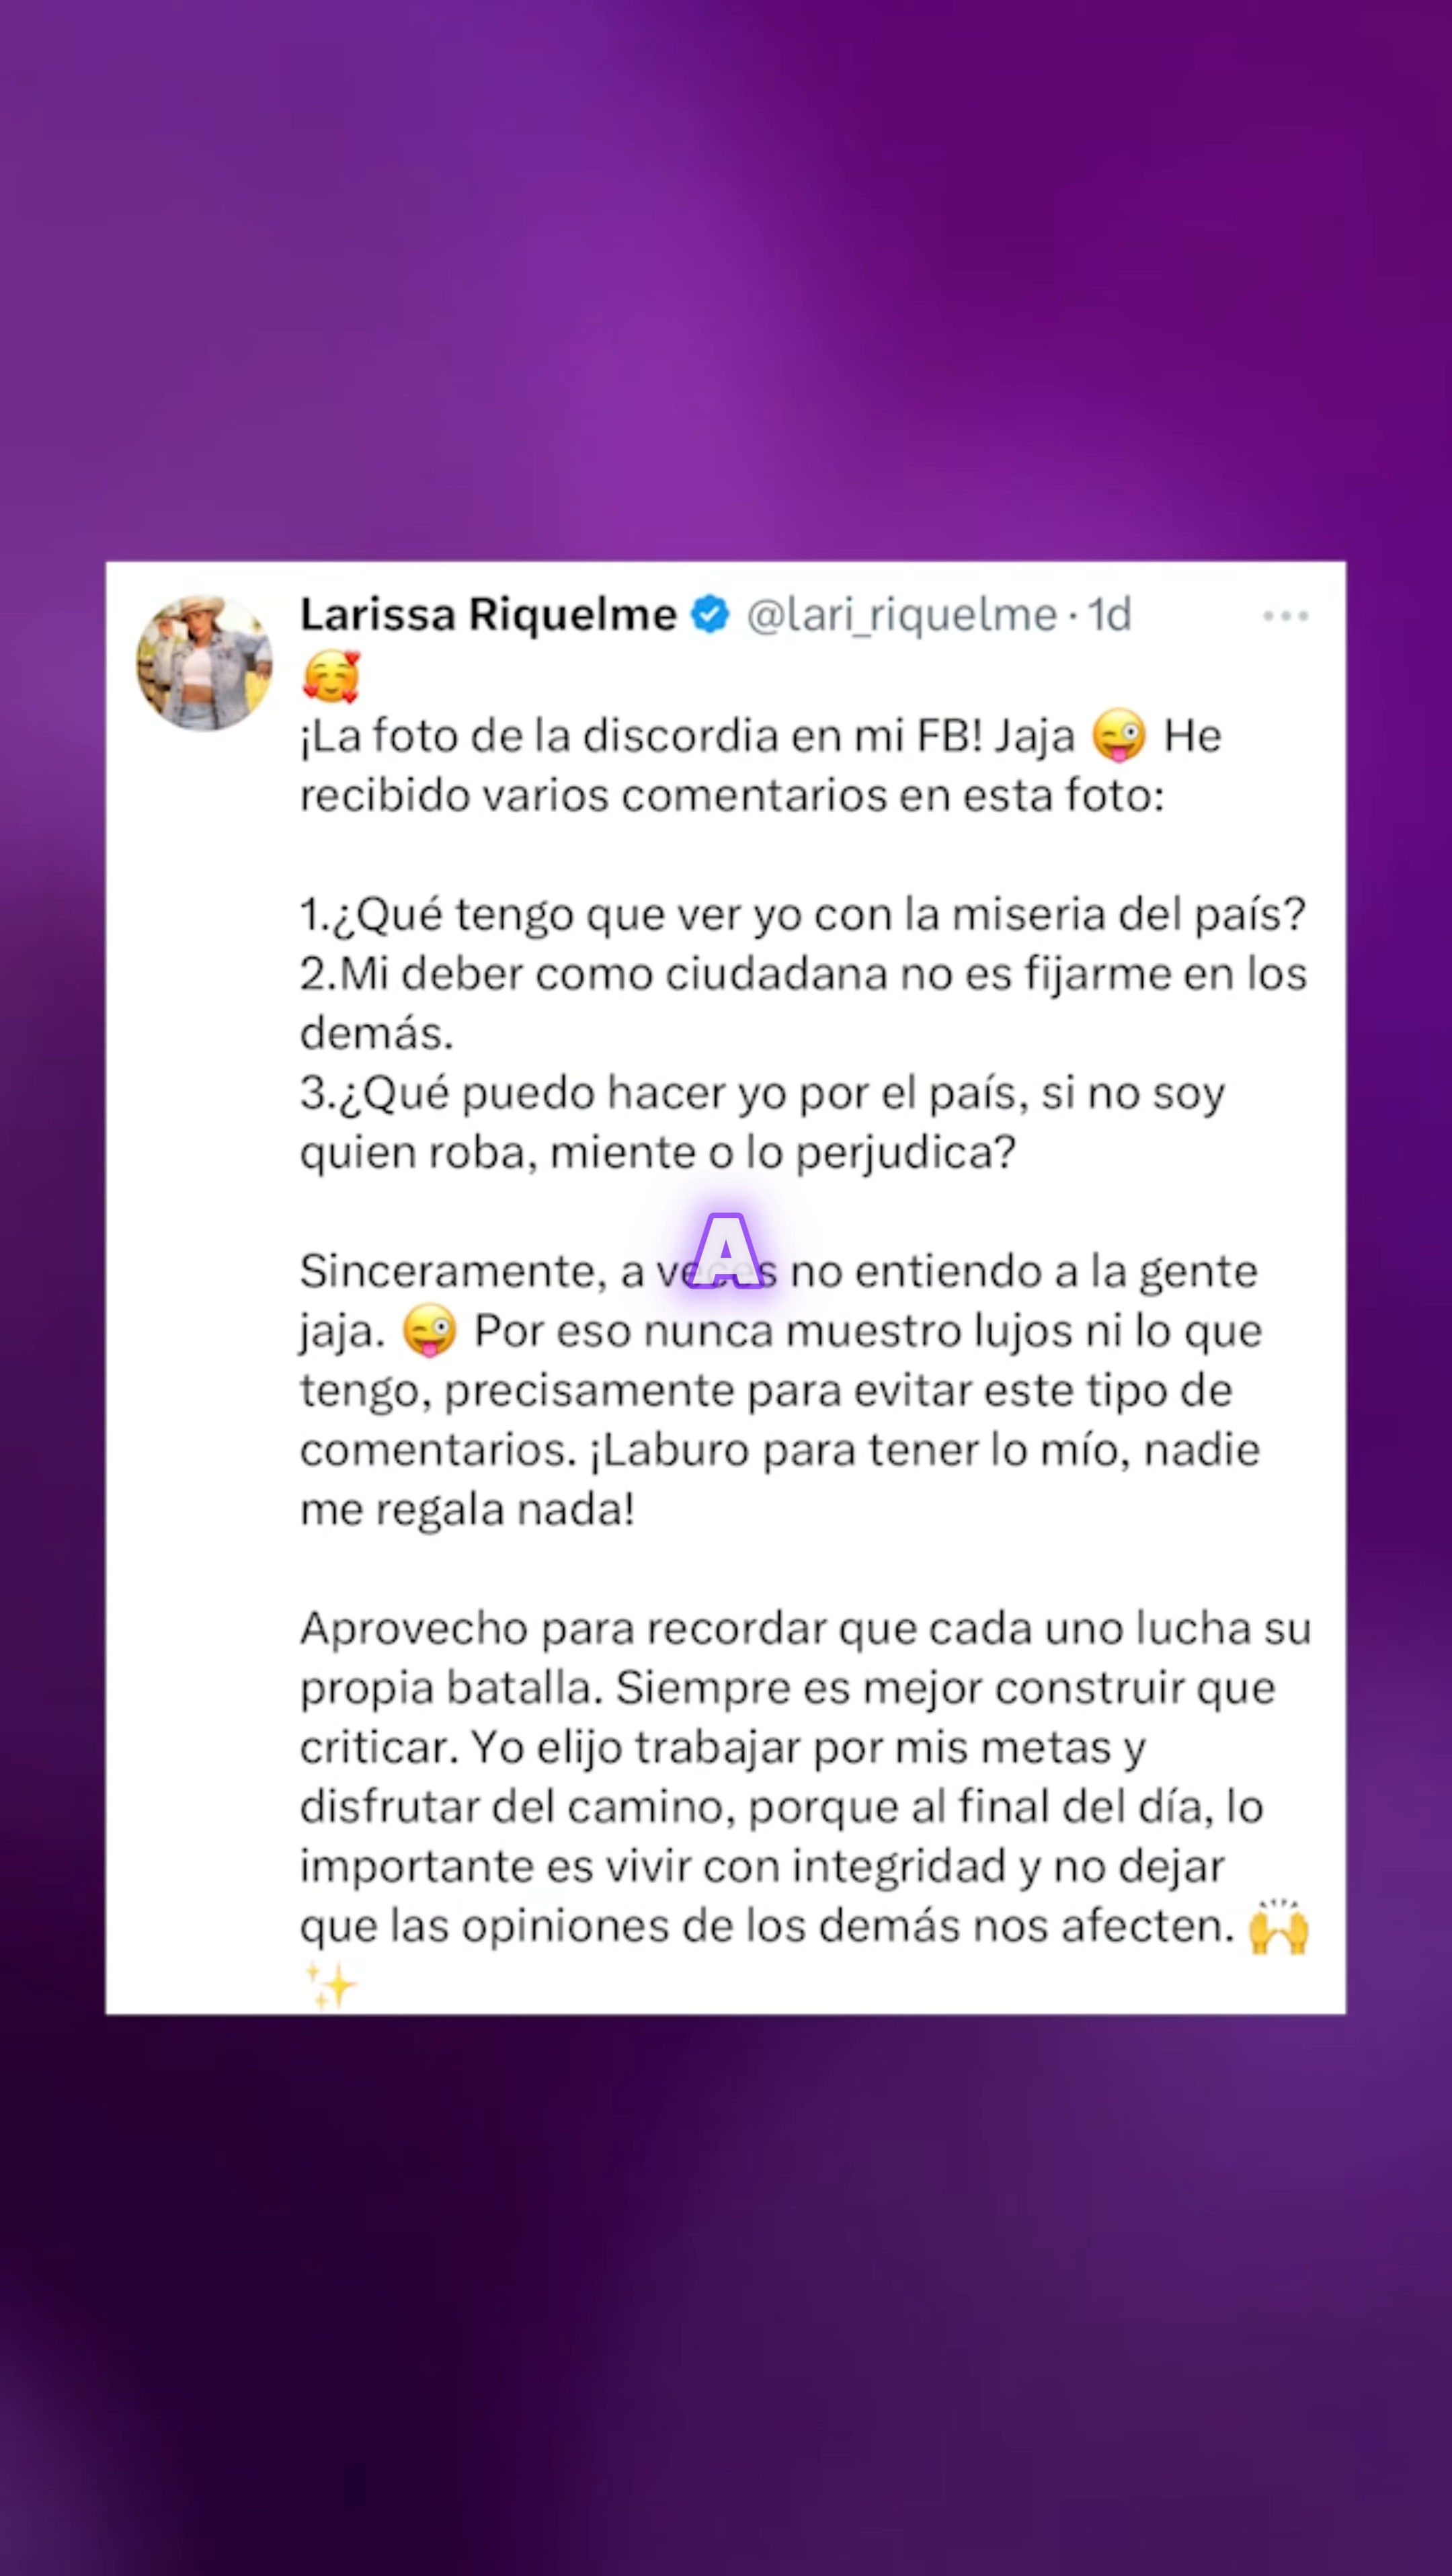 Larissa Riquelme @lari_riquelme · 1d
🥰
¡La foto de la discordia en mi FB! Jaja 😜 He
recibido varios comentarios en esta foto:
1.¿Qué tengo que ver yo con la miseria del país?
2.Mi deber como ciudadana no es fijarme en los
demás.
3.¿Qué puedo hacer yo por el país, si no soy
quien roba, miente o lo perjudica?
A
Sinceramente, a veces no entiendo a la gente
jaja. 😜 Por eso nunca muestro lujos ni lo que
tengo, precisamente para evitar este tipo de
comentarios. ¡Laburo para tener lo mío, nadie
me regala nada!
Aprovecho para recordar que cada uno lucha su
propia batalla. Siempre es mejor construir que
criticar. Yo elijo trabajar por mis metas y
disfrutar del camino, porque al final del día, lo
importante es vivir con integridad y no dejar
que las opiniones de los demás nos afecten. 🙌
✨